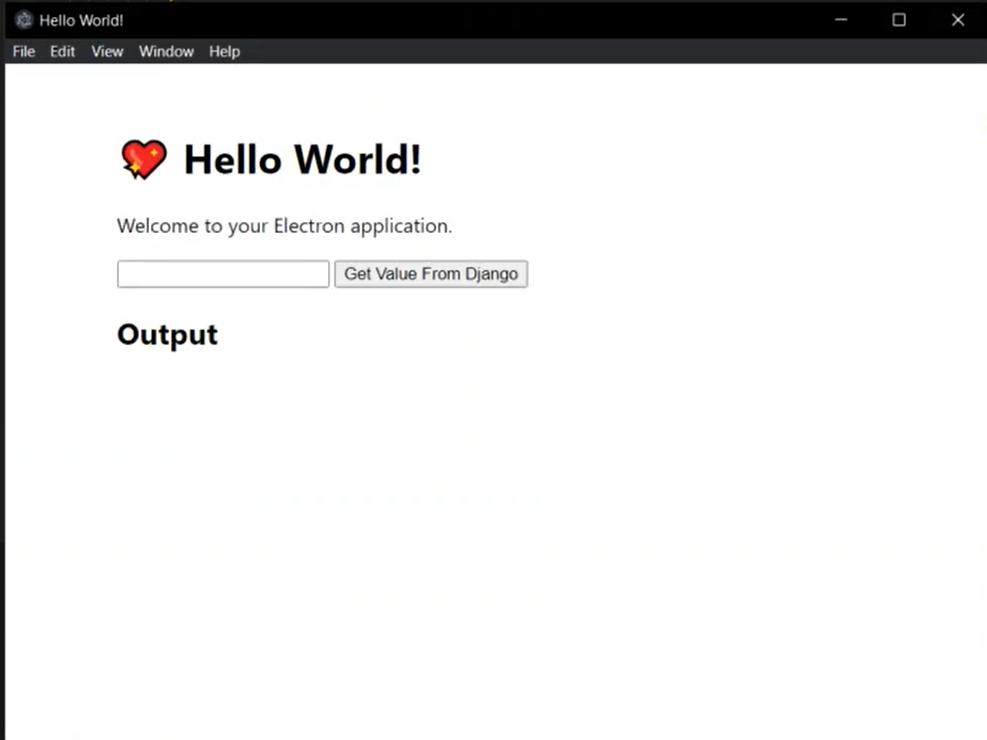 Hello World!
File Edit View Window Help
💖 Hello World!
Welcome to your Electron application.
Get Value From Django
Output